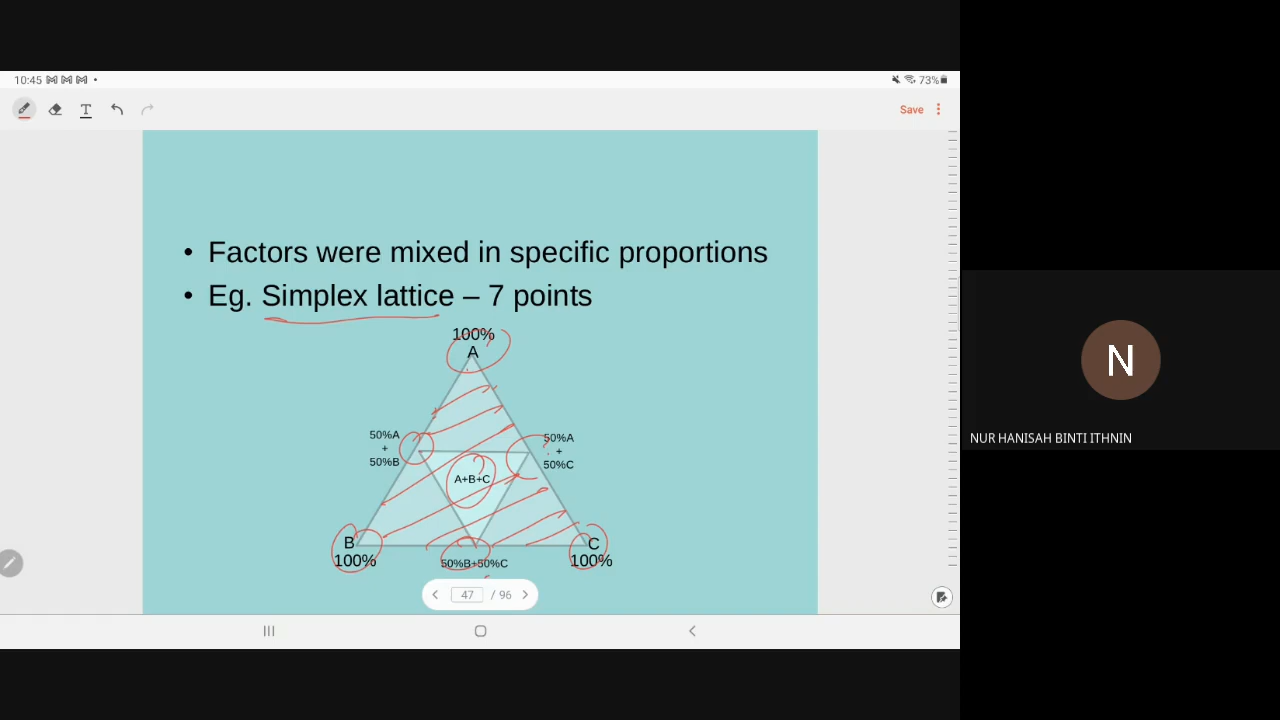 10:45
73%
T
Save
• Factors were mixed in specific proportions
• Eg. Simplex lattice – 7 points
100%
A
50%A
+
50%B
50%A
+
50%C
A+B+C
B
100%
50%B+50%C
C
100%
47 / 96
N
NUR HANISAH BINTI ITHNIN